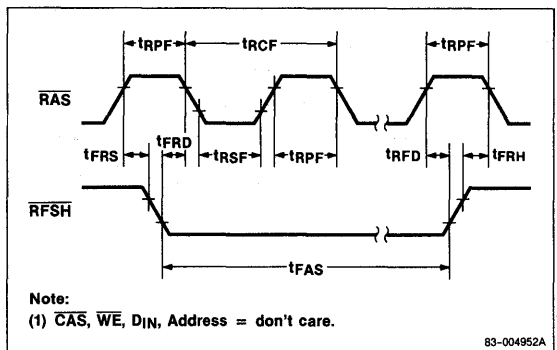 tRPF tRCF tRPF
RAS
tFRS tFRD tRSF tRPF tRFD tFRH
RFSH
tFAS
Note:
(1) CAS, WE, DIN, Address = don't care.
83-004952A